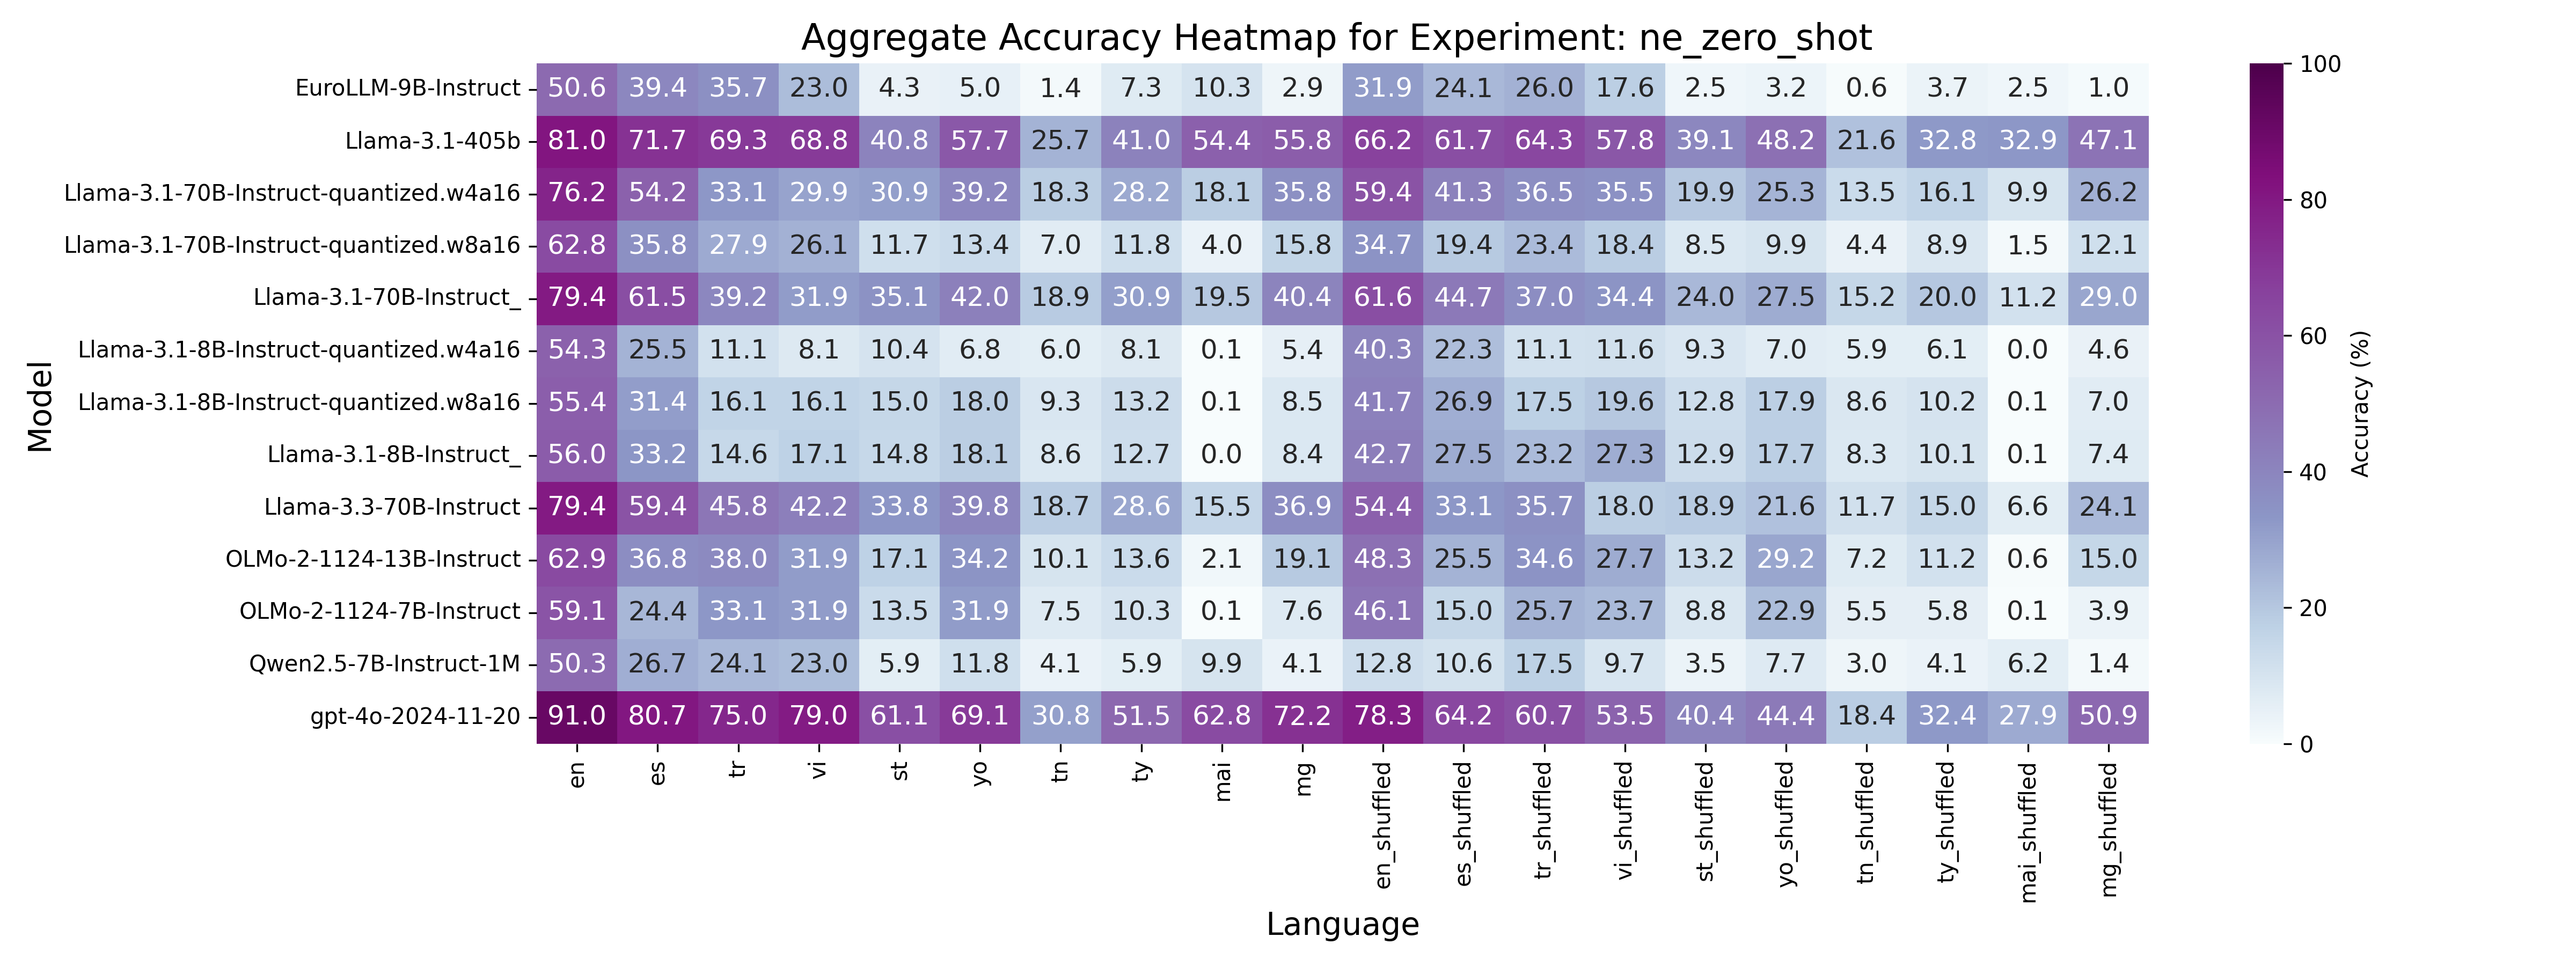 Aggregate Accuracy Heatmap for Experiment: ne_zero_shot
Model
EuroLLM-9B-Instruct 50.6 39.4 35.7 23.0 4.3 5.0 1.4 7.3 10.3 2.9 31.9 24.1 26.0 17.6 2.5 3.2 0.6 3.7 2.5 1.0
Llama-3.1-405b 81.0 71.7 69.3 68.8 40.8 57.7 25.7 41.0 54.4 55.8 66.2 61.7 64.3 57.8 39.1 48.2 21.6 32.8 32.9 47.1
Llama-3.1-70B-Instruct-quantized.w4a16 76.2 54.2 33.1 29.9 30.9 39.2 18.3 28.2 18.1 35.8 59.4 41.3 36.5 35.5 19.9 25.3 13.5 16.1 9.9 26.2
Llama-3.1-70B-Instruct-quantized.w8a16 62.8 35.8 27.9 26.1 11.7 13.4 7.0 11.8 4.0 15.8 34.7 19.4 23.4 18.4 8.5 9.9 4.4 8.9 1.5 12.1
Llama-3.1-70B-Instruct_ 79.4 61.5 39.2 31.9 35.1 42.0 18.9 30.9 19.5 40.4 61.6 44.7 37.0 34.4 24.0 27.5 15.2 20.0 11.2 29.0
Llama-3.1-8B-Instruct-quantized.w4a16 54.3 25.5 11.1 8.1 10.4 6.8 6.0 8.1 0.1 5.4 40.3 22.3 11.1 11.6 9.3 7.0 5.9 6.1 0.0 4.6
Llama-3.1-8B-Instruct-quantized.w8a16 55.4 31.4 16.1 16.1 15.0 18.0 9.3 13.2 0.1 8.5 41.7 26.9 17.5 19.6 12.8 17.9 8.6 10.2 0.1 7.0
Llama-3.1-8B-Instruct_ 56.0 33.2 14.6 17.1 14.8 18.1 8.6 12.7 0.0 8.4 42.7 27.5 23.2 27.3 12.9 17.7 8.3 10.1 0.1 7.4
Llama-3.3-70B-Instruct 79.4 59.4 45.8 42.2 33.8 39.8 18.7 28.6 15.5 36.9 54.4 33.1 35.7 18.0 18.9 21.6 11.7 15.0 6.6 24.1
OLMo-2-1124-13B-Instruct 62.9 36.8 38.0 31.9 17.1 34.2 10.1 13.6 2.1 19.1 48.3 25.5 34.6 27.7 13.2 29.2 7.2 11.2 0.6 15.0
OLMo-2-1124-7B-Instruct 59.1 24.4 33.1 31.9 13.5 31.9 7.5 10.3 0.1 7.6 46.1 15.0 25.7 23.7 8.8 22.9 5.5 5.8 0.1 3.9
Qwen2.5-7B-Instruct-1M 50.3 26.7 24.1 23.0 5.9 11.8 4.1 5.9 9.9 4.1 12.8 10.6 17.5 9.7 3.5 7.7 3.0 4.1 6.2 1.4
gpt-4o-2024-11-20 91.0 80.7 75.0 79.0 61.1 69.1 30.8 51.5 62.8 72.2 78.3 64.2 60.7 53.5 40.4 44.4 18.4 32.4 27.9 50.9
en es tr vi st yo tn ty mai mg en_shuffled es_shuffled tr_shuffled vi_shuffled st_shuffled yo_shuffled tn_shuffled ty_shuffled mai_shuffled mg_shuffled
Language
100
80
60
40
20
0
Accuracy (%)